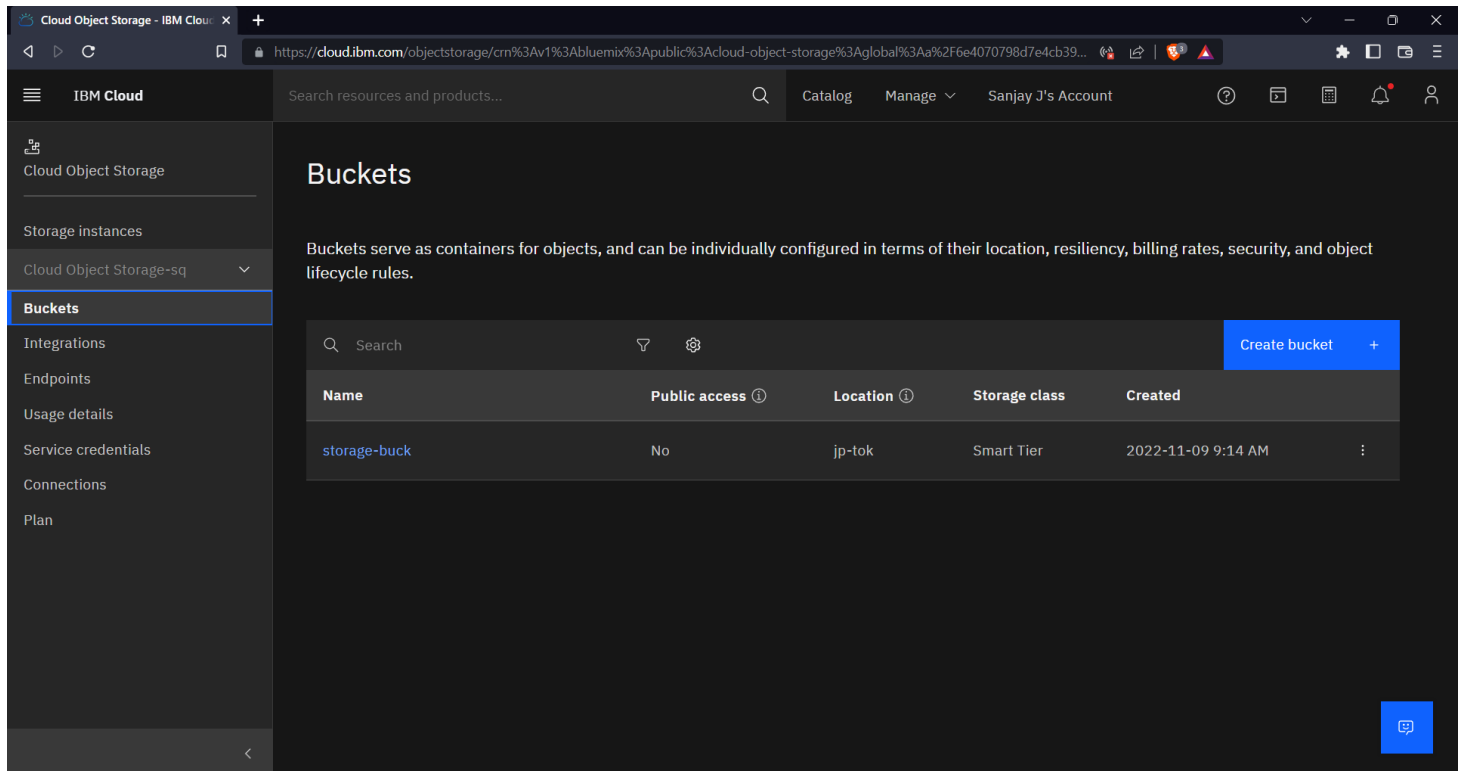 Cloud Object Storage - IBM Clou
https://cloud.ibm.com/objectstorage/crn%3Av1%3Abluemix%3Apublic%3Acloud-object-storage%3Aglobal%3Aa%2F6e4070798d7e4cb39...
3
IBM Cloud
Search resources and products...
Catalog
Manage
Sanjay J's Account
Cloud Object Storage
Storage instances
Cloud Object Storage-sq
Buckets
Integrations
Endpoints
Usage details
Service credentials
Connections
Plan
Buckets
Buckets serve as containers for objects, and can be individually configured in terms of their location, resiliency, billing rates, security, and object
lifecycle rules.
Search
Create bucket +
Name Public access Location Storage class Created
storage-buck No jp-tok Smart Tier 2022-11-09 9:14 AM